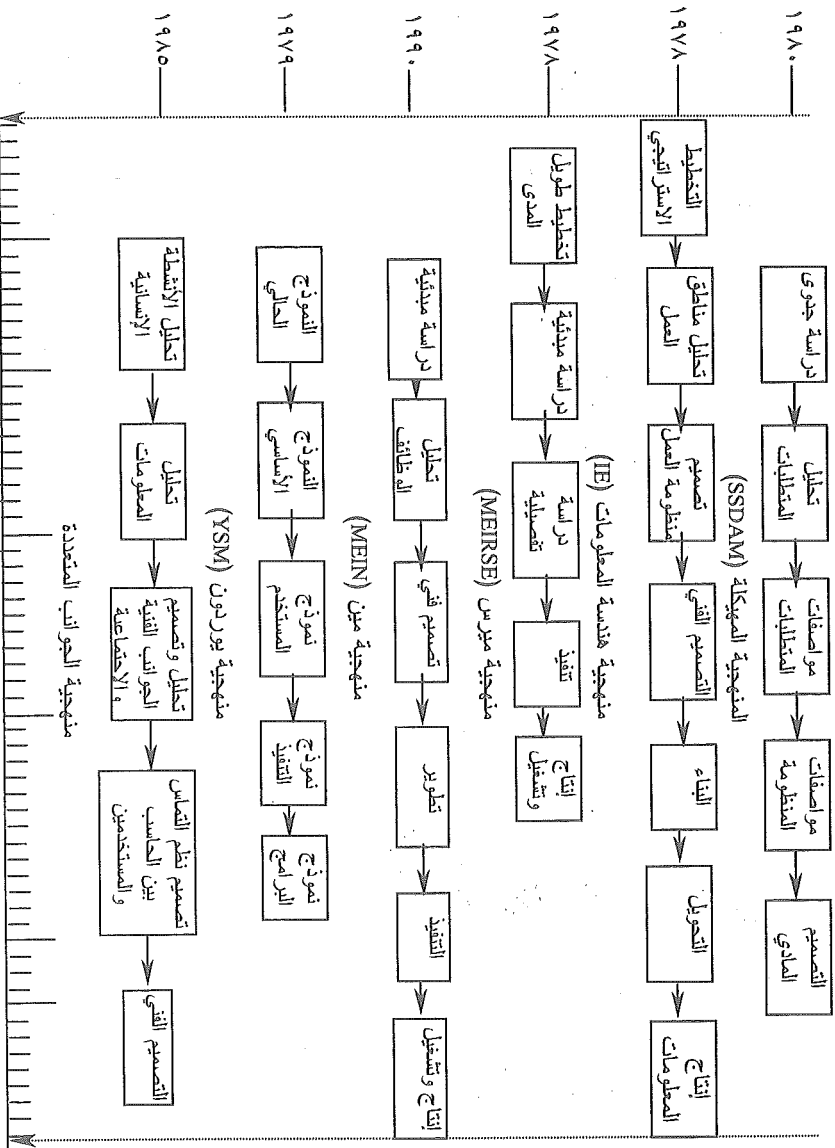 ١٩٨٠
دراسة جدوى
تحليل
المتطلبات
مواصفات
المتطلبات
مواصفات
المنظومة
التصميم
المادي
المنهجية المهيكلة (SSDAM)
١٩٧٨
التخطيط
الاستراتيجي
تحليل مناطق
العمل
تصميم
منظومة العمل
التصميم الفني
البناء
التحويل
إنتاج
المعلومات
منهجية هندسة المعلومات (IE)
١٩٧٨
تخطيط طويل
المدى
دراسة مبدئية
دراسة
تفصيلية
تنفيذ
إنتاج
وتشغيل
منهجية ميرس (MEIRSE)
١٩٩٠
دراسة مبدئية
تحليل
الوظائف
تصميم فني
تطوير
التنفيذ
إنتاج وتشغيل
منهجية مين (MEIN)
١٩٧٩
النموذج
الحالي
النموذج
الأساسي
نموذج
المستخدم
نموذج
التنفيذ
نموذج
البرامج
منهجية يوردون (YSM)
١٩٨٥
تحليل الأنشطة
الإنسانية
تحليل
المعلومات
تحليل وتصميم
الجوانب الفنية
والاجتماعية
تصميم نظم التماس
بين الحاسب
والمستخدمين
التصميم الفني
منهجية الجوانب المتعددة